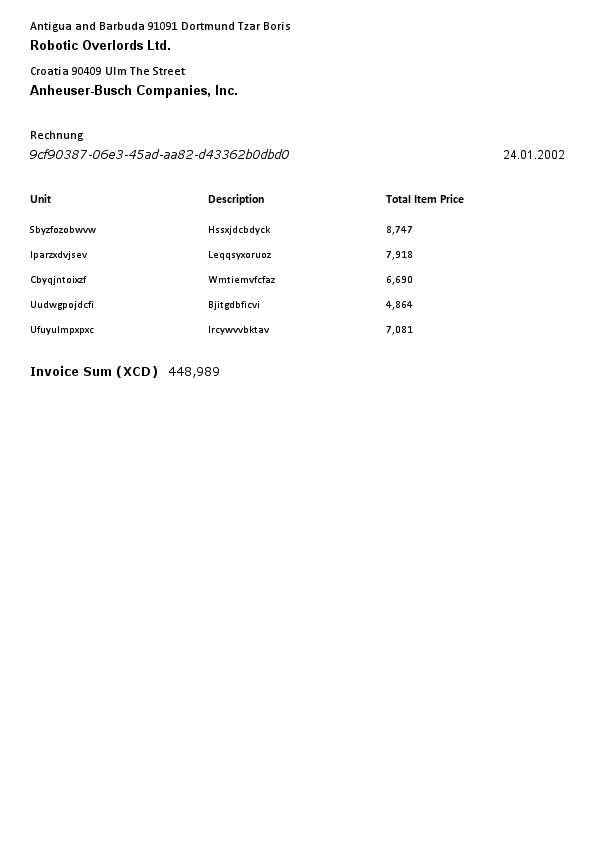 Antigua and Barbuda 91091 Dortmund Tzar Boris
Robotic Overlords Ltd.
Croatia 90409 Ulm The Street
Anheuser-Busch Companies, Inc.
Rechnung
9cf90387-06e3-45ad-aa82-d43362b0dbd0 24.01.2002
Unit Description Total Item Price
Sbyzfozobwvw Hssxjdcbdyck 8,747
Iparzxdvjsev Leqqsyxoruoz 7,918
Cbyqjntoixzf Wmtiemvfcfaz 6,690
Uudwgpojdcfi Bjitgdbficvi 4,864
Ufuyulmpxpxc Ircywvvbktav 7,081
Invoice Sum (XCD) 448,989